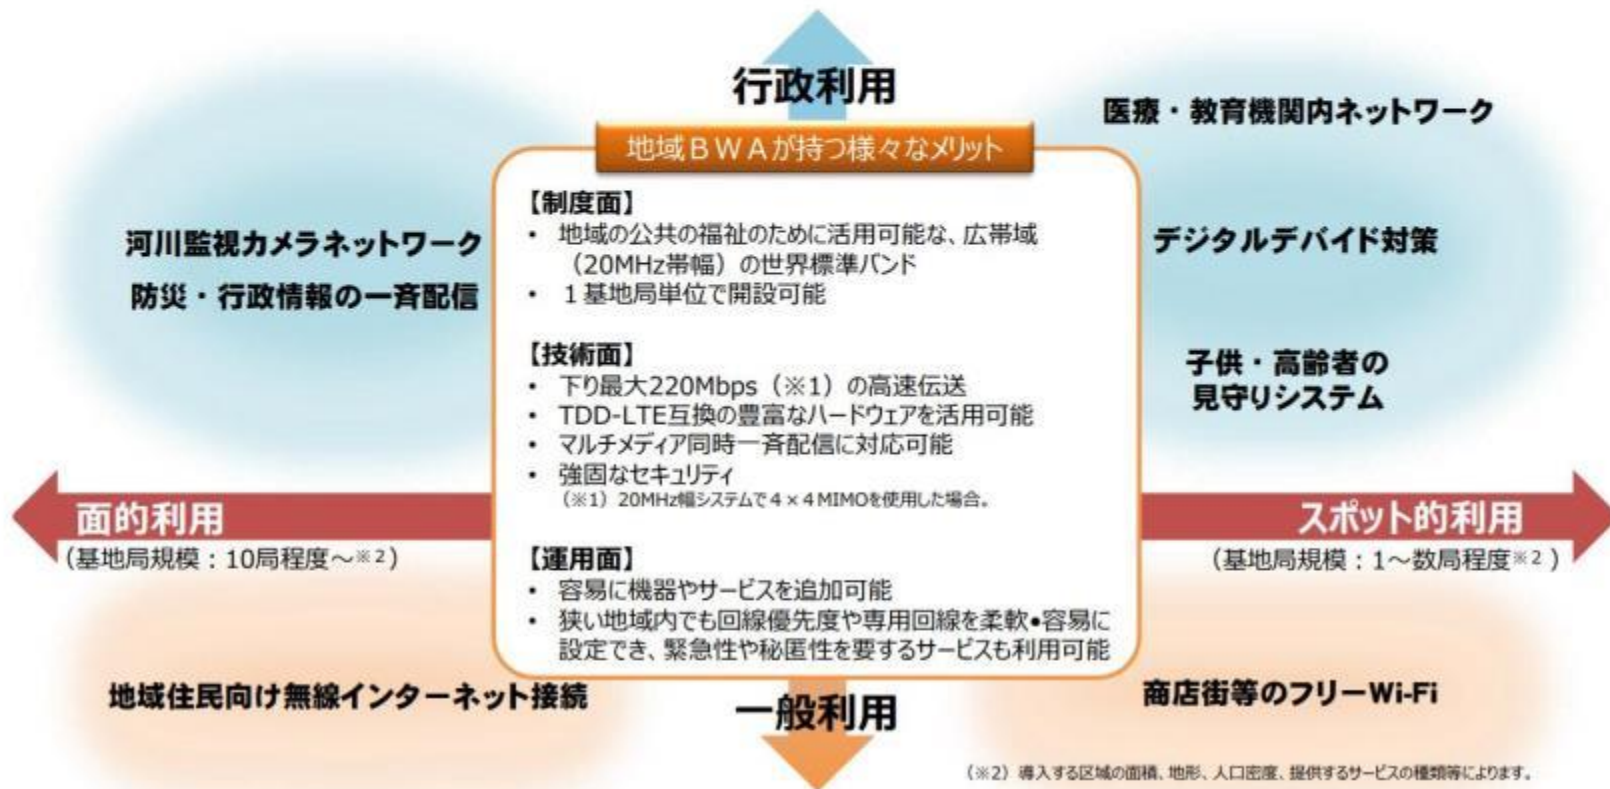 行政利用
医療・教育機関内ネットワーク
地域BWAが持つ様々なメリット
【制度面】
• 地域の公共の福祉のために活用可能な、広帯域
（20MHz帯幅）の世界標準バンド
• 1基地局単位で開設可能
河川監視カメラネットワーク
防災・行政情報の一斉配信
デジタルデバイド対策
子供・高齢者の
見守りシステム
【技術面】
• 下り最大220Mbps（※1）の高速伝送
• TDD-LTE互換の豊富なハードウェアを活用可能
• マルチメディア同時一斉配信に対応可能
• 強固なセキュリティ
（※1）20MHz幅システムで4×4MIMOを使用した場合。
面的利用
（基地局規模：10局程度～※2）
スポット的利用
（基地局規模：1～数局程度※2）
【運用面】
• 容易に機器やサービスを追加可能
• 狭い地域内でも回線優先度や専用回線を柔軟•容易に
設定でき、緊急性や秘匿性を要するサービスも利用可能
地域住民向け無線インターネット接続
一般利用
商店街等のフリーWi-Fi
（※2）導入する区域の面積、地形、人口密度、提供するサービスの種類等によります。